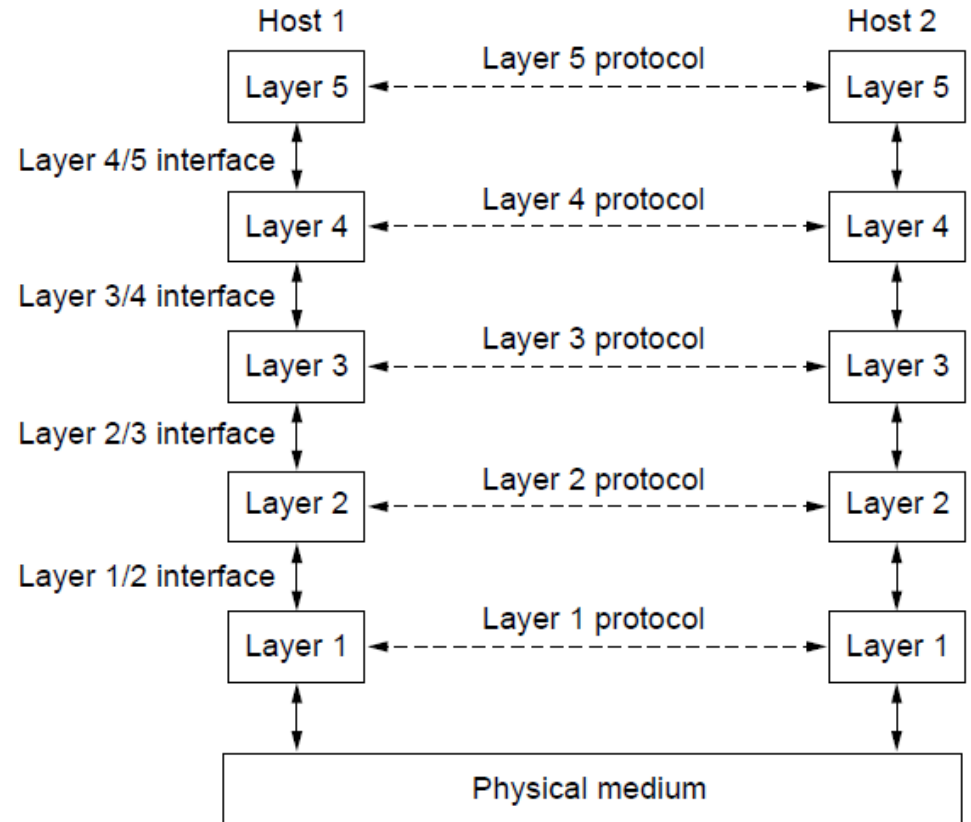 Host 1
Host 2
Layer 5 protocol
Layer 5
Layer 5
Layer 4/5 interface
Layer 4 protocol
Layer 4
Layer 4
Layer 3/4 interface
Layer 3 protocol
Layer 3
Layer 3
Layer 2/3 interface
Layer 2 protocol
Layer 2
Layer 2
Layer 1/2 interface
Layer 1 protocol
Layer 1
Layer 1
Physical medium